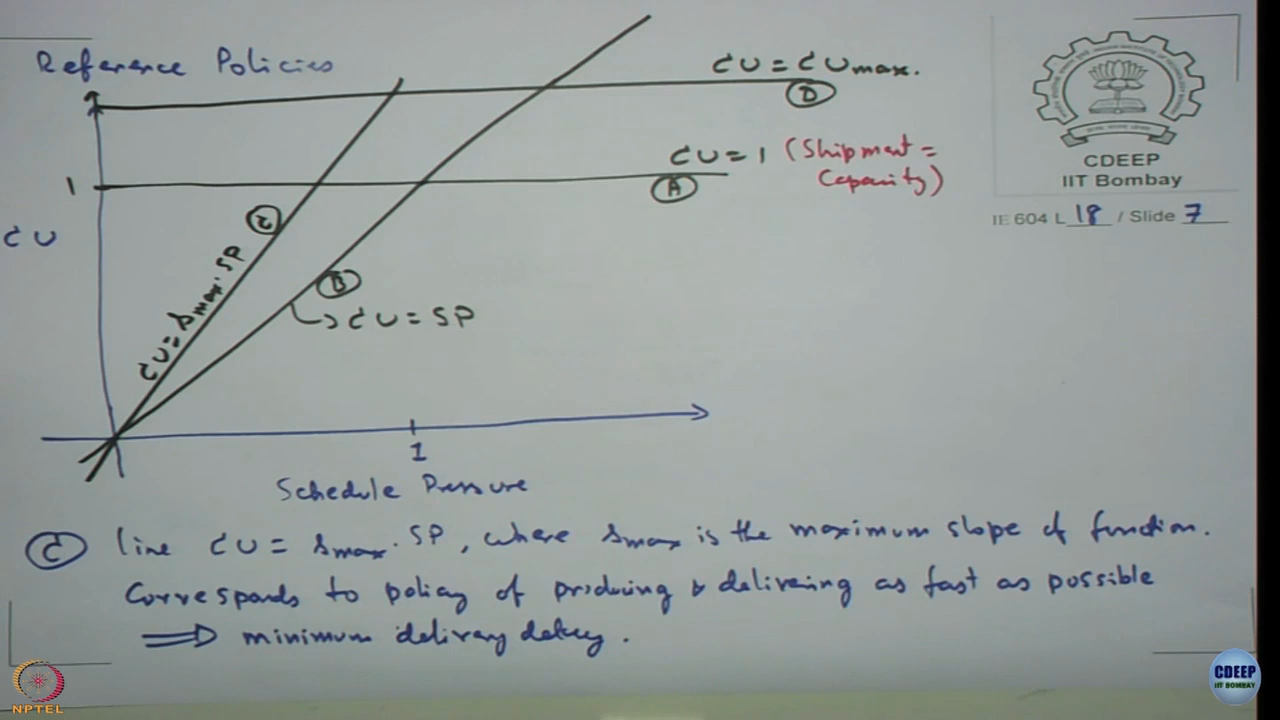 Reference Policies
CU = CUmax.
D
CU = 1 (Shipment =
Capacity)
A
1
CU
C
CU = smax. SP
B
CU = SP
1
Schedule Pressure
C line CU = smax. SP, where smax is the maximum slope of function.
Corresponds to policy of producing & delivering as fast as possible
⟹ minimum delivery delay.
CDEEP
IIT Bombay
IE 604 L 18 / Slide 7
NPTEL
CDEEP
IIT BOMBAY